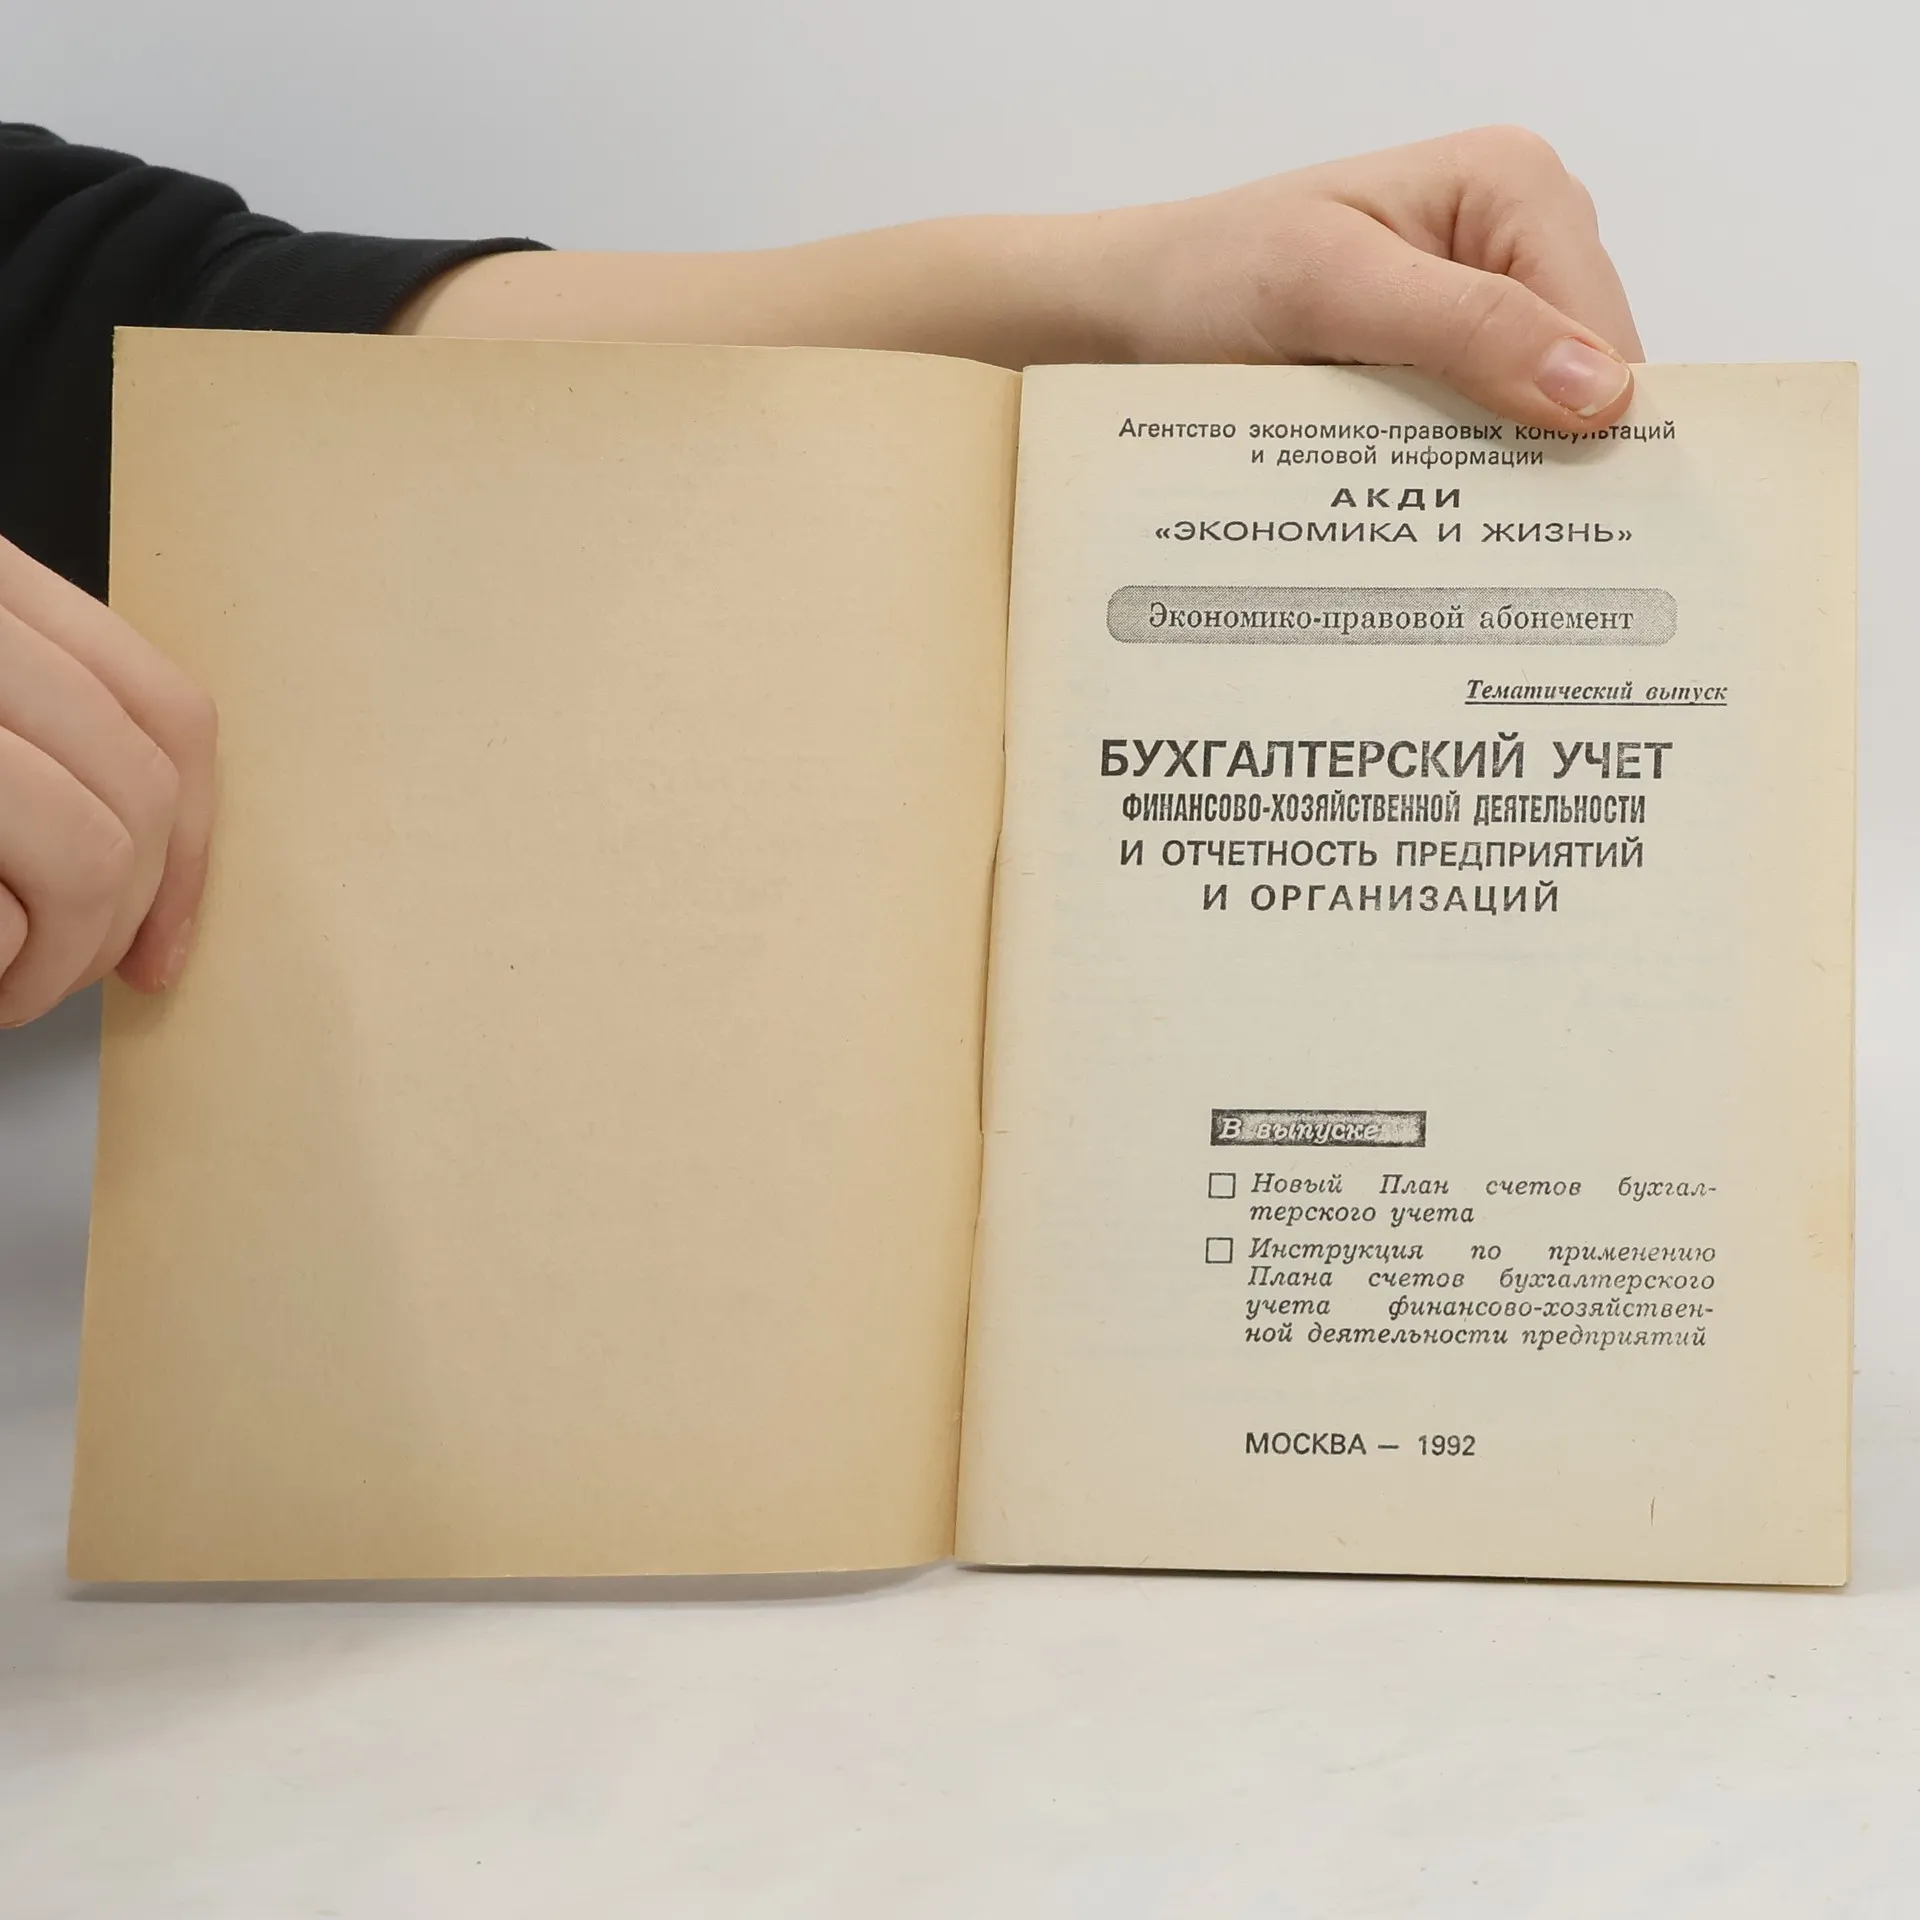 Агентство экономико-правовых консультаций
и деловой информации
АКДИ
«ЭКОНОМИКА И ЖИЗНЬ»
Экономико-правовой абонемент
Тематический выпуск
БУХГАЛТЕРСКИЙ УЧЕТ
ФИНАНСОВО-ХОЗЯЙСТВЕННОЙ ДЕЯТЕЛЬНОСТИ
И ОТЧЕТНОСТЬ ПРЕДПРИЯТИЙ
И ОРГАНИЗАЦИЙ
В выпуске
Новый План счетов бухгал-
терского учета
Инструкция по применению
Плана счетов бухгалтерского
учета финансово-хозяйствен-
ной деятельности предприятий
МОСКВА — 1992